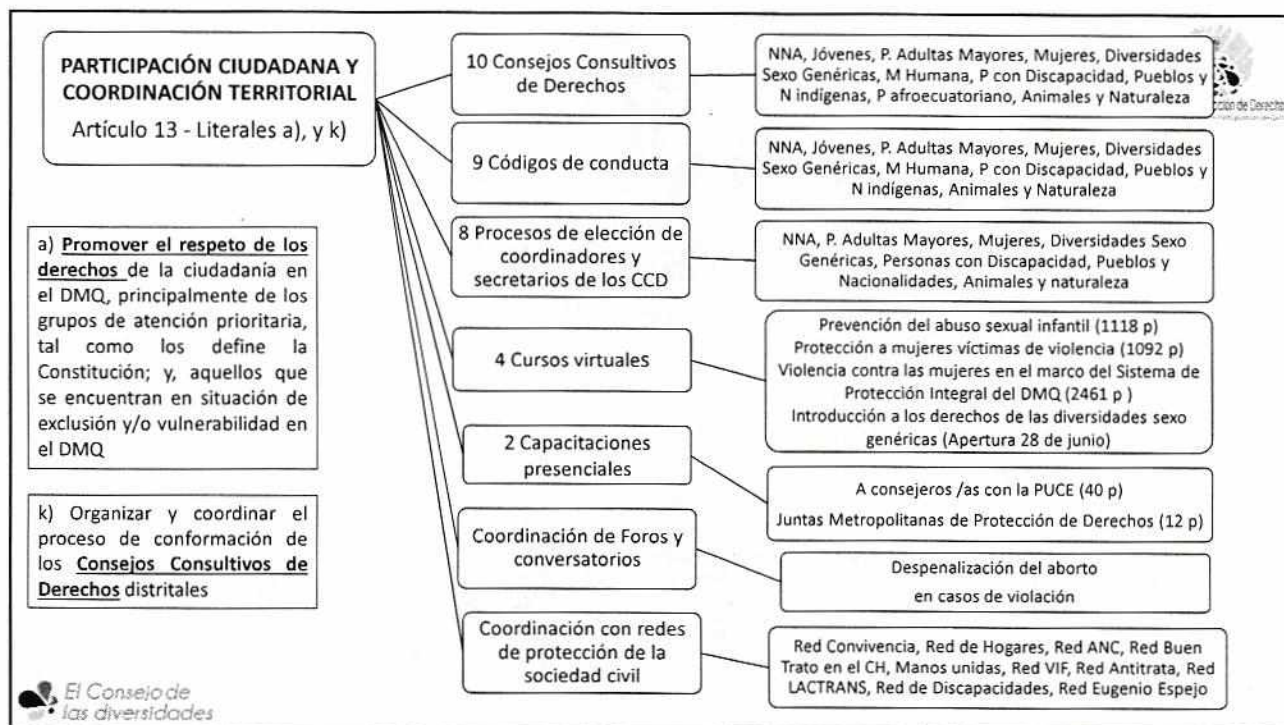 PARTICIPACIÓN CIUDADANA Y
COORDINACIÓN TERRITORIAL
Artículo 13 - Literales a), y k)
a) Promover el respeto de los
derechos de la ciudadanía en
el DMQ, principalmente de los
grupos de atención prioritaria,
tal como los define la
Constitución; y, aquellos que
se encuentran en situación de
exclusión y/o vulnerabilidad en
el DMQ
k) Organizar y coordinar el
proceso de conformación de
los Consejos Consultivos de
Derechos distritales
10 Consejos Consultivos
de Derechos
NNA, Jóvenes, P. Adultas Mayores, Mujeres, Diversidades
Sexo Genéricas, M Humana, P con Discapacidad, Pueblos y
N indígenas, P afroecuatoriano, Animales y Naturaleza
cción de Derecho
9 Códigos de conducta
NNA, Jóvenes, P. Adultas Mayores, Mujeres, Diversidades
Sexo Genéricas, M Humana, P con Discapacidad, Pueblos y
N indígenas, Animales y Naturaleza
8 Procesos de elección de
coordinadores y
secretarios de los CCD
NNA, P. Adultas Mayores, Mujeres, Diversidades Sexo
Genéricas, Personas con Discapacidad, Pueblos y
Nacionalidades, Animales y naturaleza
4 Cursos virtuales
Prevención del abuso sexual infantil (1118 p)
Protección a mujeres víctimas de violencia (1092 p)
Violencia contra las mujeres en el marco del Sistema de
Protección Integral del DMQ (2461 p )
Introducción a los derechos de las diversidades sexo
genéricas (Apertura 28 de junio)
2 Capacitaciones
presenciales
A consejeros /as con la PUCE (40 p)
Juntas Metropolitanas de Protección de Derechos (12 p)
Coordinación de Foros y
conversatorios
Despenalización del aborto
en casos de violación
Coordinación con redes
de protección de la
sociedad civil
Red Convivencia, Red de Hogares, Red ANC, Red Buen
Trato en el CH, Manos unidas, Red VIF, Red Antitrata, Red
LACTRANS, Red de Discapacidades, Red Eugenio Espejo
El Consejo de
las diversidades